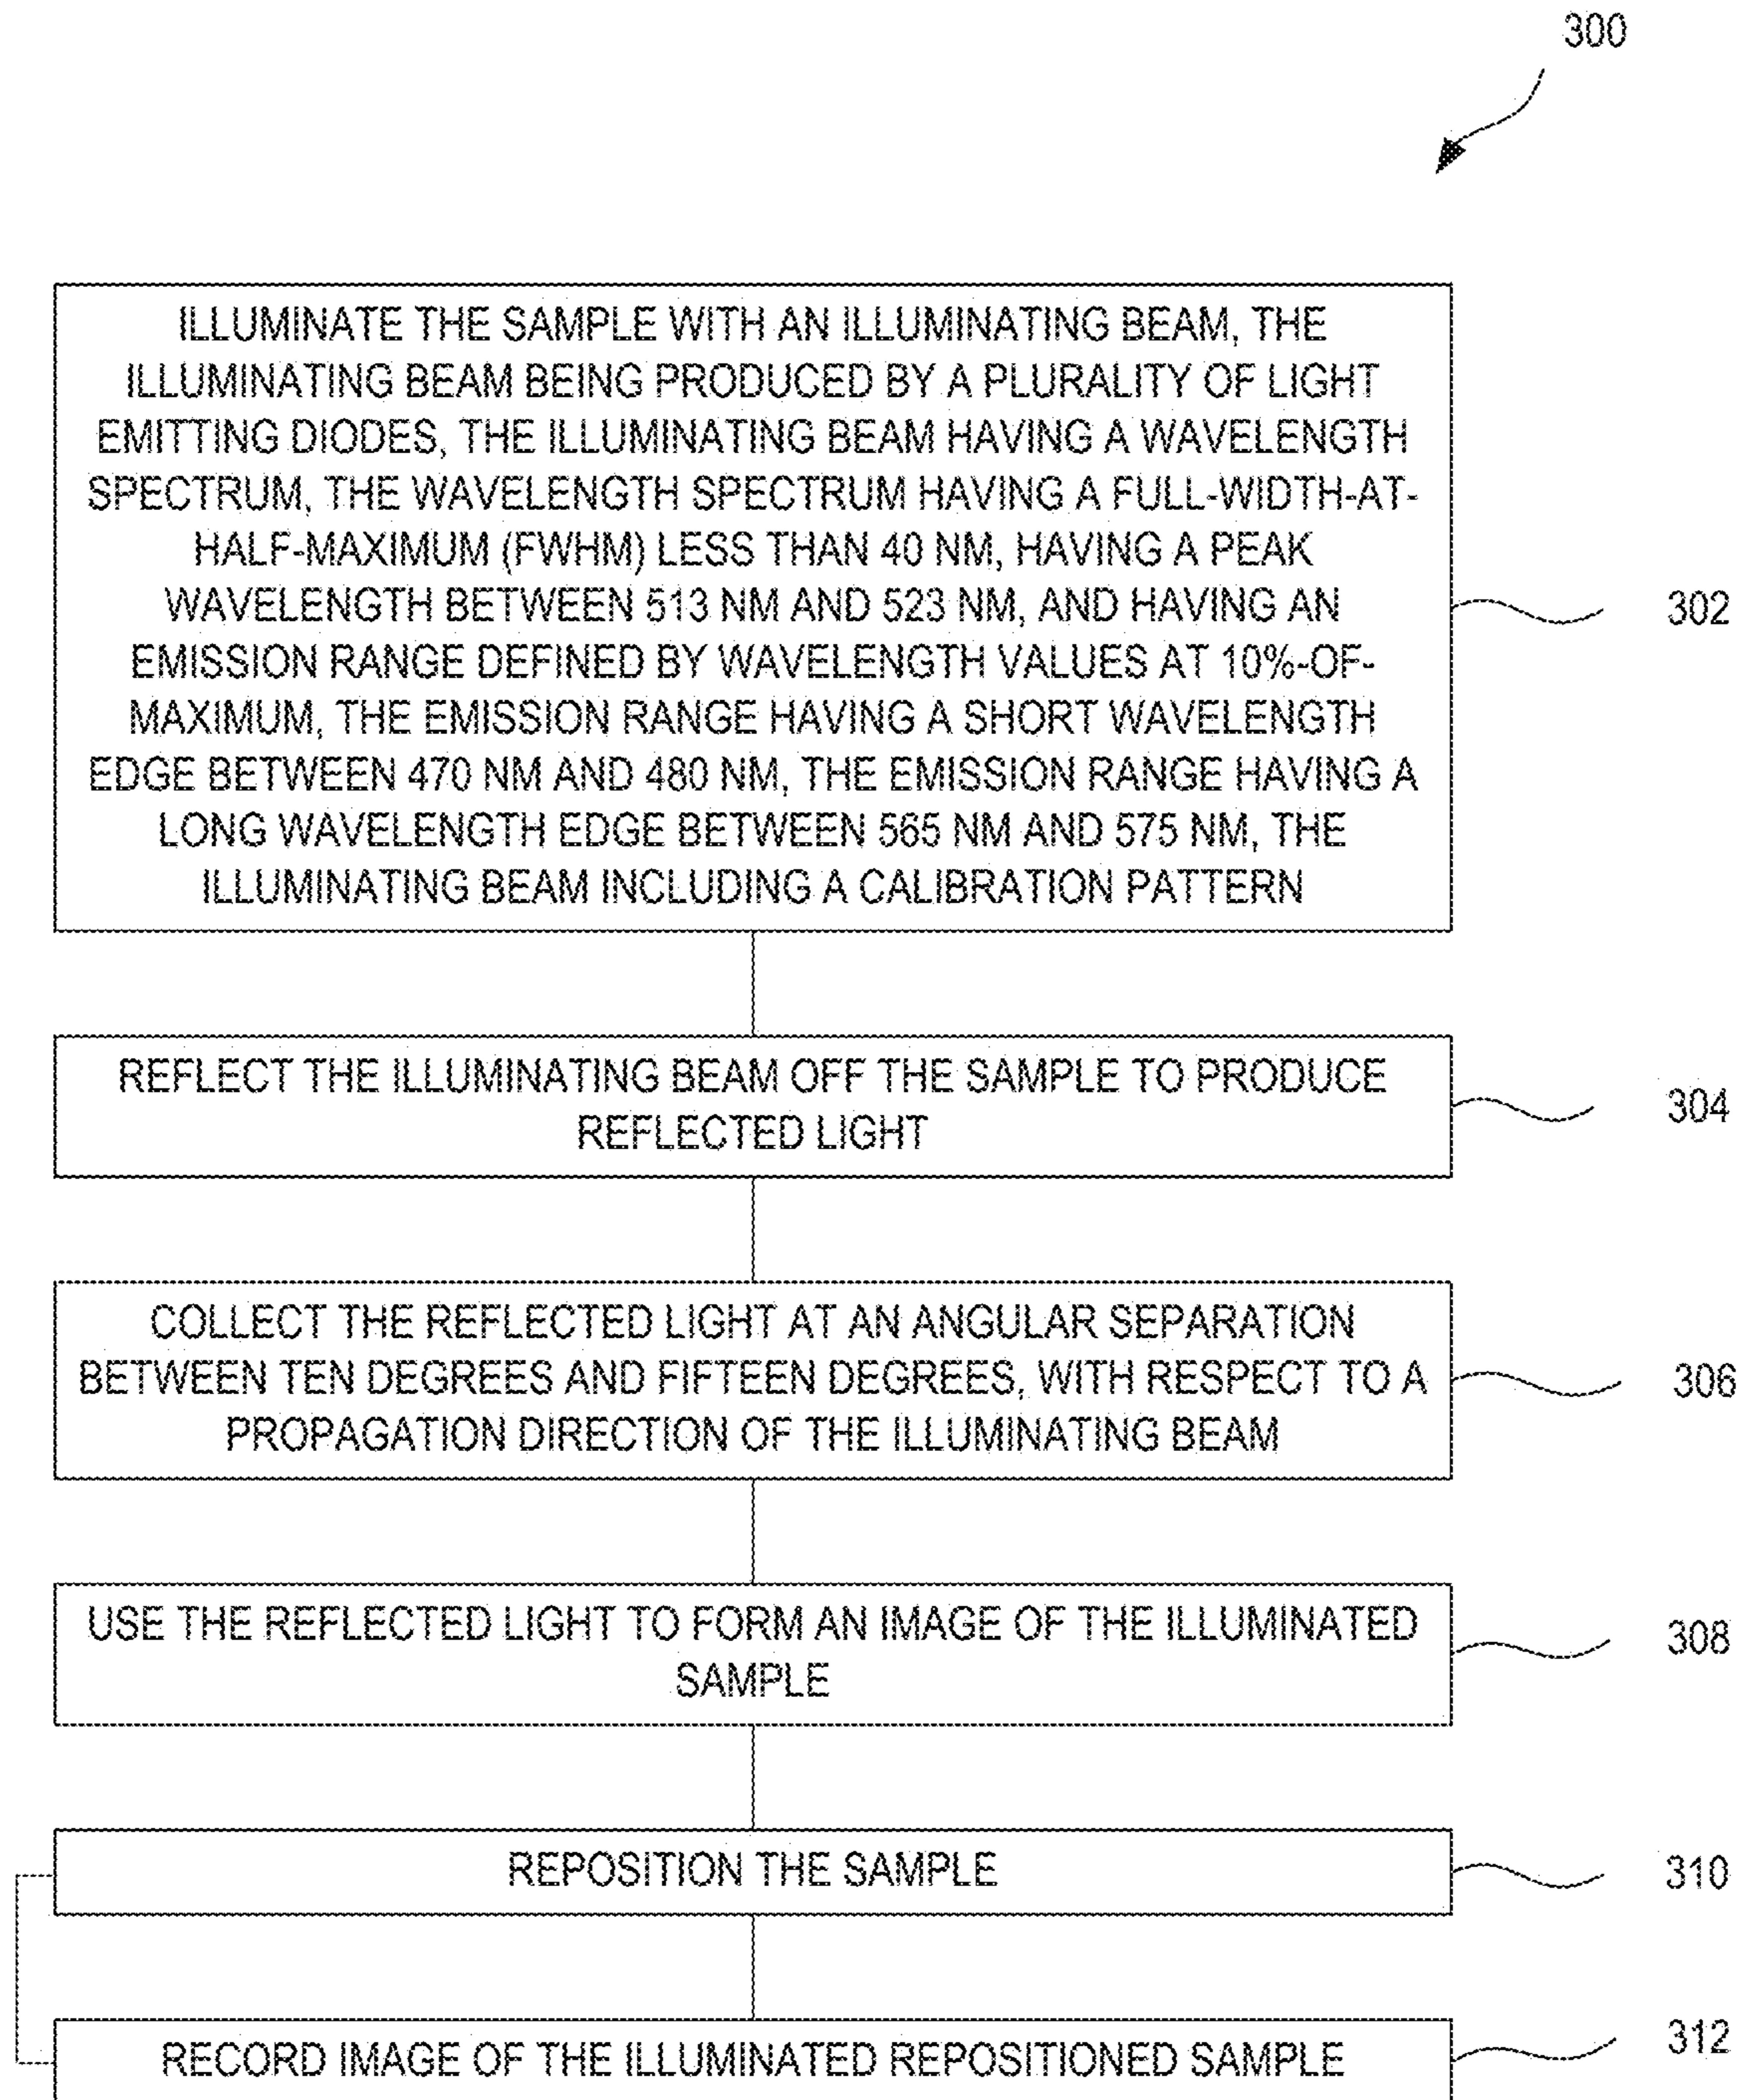 300
ILLUMINATE THE SAMPLE WITH AN ILLUMINATING BEAM, THE
ILLUMINATING BEAM BEING PRODUCED BY A PLURALITY OF LIGHT
EMITTING DIODES, THE ILLUMINATING BEAM HAVING A WAVELENGTH
SPECTRUM, THE WAVELENGTH SPECTRUM HAVING A FULL-WIDTH-AT-
HALF-MAXIMUM (FWHM) LESS THAN 40 NM, HAVING A PEAK
WAVELENGTH BETWEEN 513 NM AND 523 NM, AND HAVING AN
EMISSION RANGE DEFINED BY WAVELENGTH VALUES AT 10%-OF-
MAXIMUM, THE EMISSION RANGE HAVING A SHORT WAVELENGTH
EDGE BETWEEN 470 NM AND 480 NM, THE EMISSION RANGE HAVING A
LONG WAVELENGTH EDGE BETWEEN 565 NM AND 575 NM, THE
ILLUMINATING BEAM INCLUDING A CALIBRATION PATTERN
302
REFLECT THE ILLUMINATING BEAM OFF THE SAMPLE TO PRODUCE
REFLECTED LIGHT
304
COLLECT THE REFLECTED LIGHT AT AN ANGULAR SEPARATION
BETWEEN TEN DEGREES AND FIFTEEN DEGREES, WITH RESPECT TO A
PROPAGATION DIRECTION OF THE ILLUMINATING BEAM
306
USE THE REFLECTED LIGHT TO FORM AN IMAGE OF THE ILLUMINATED
SAMPLE
308
REPOSITION THE SAMPLE
310
RECORD IMAGE OF THE ILLUMINATED REPOSITIONED SAMPLE
312